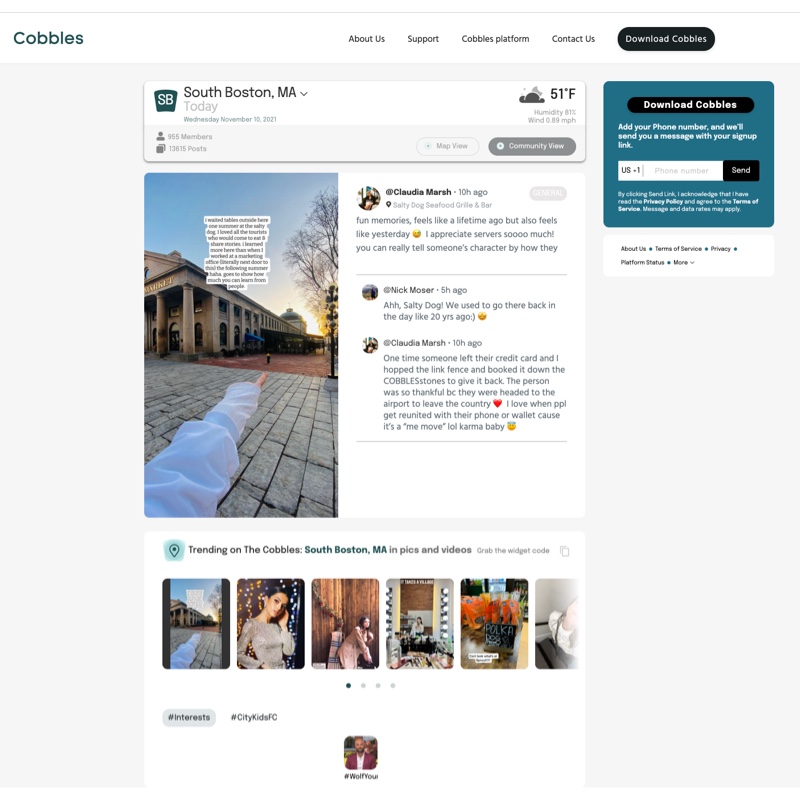 Cobbles
About Us
Support
Cobbles platform
Contact Us
Download Cobbles
SB
South Boston, MA
Today
Wednesday November 10, 2021
51°F
Humidity 81%
Wind 0.89 mph
955 Members
13615 Posts
Map View
Community View
I waited tables outside here
one summer at the salty
dog. I loved all the tourists
who would come to eat &
share stories. i learned
more here than when I
worked at a marketing
office (literally next door to
this) the following summer
haha. goes to show how
much you can learn from
people.
MARKET
@Claudia Marsh • 10h ago
GENERAL
Salty Dog Seafood Grille & Bar
fun memories, feels like a lifetime ago but also feels
like yesterday 😅 I appreciate servers soooo much!
you can really tell someone's character by how they
@Nick Moser • 5h ago
Ahh, Salty Dog! We used to go there back in
the day like 20 yrs ago:) 🤩
@Claudia Marsh • 10h ago
One time someone left their credit card and I
hopped the link fence and booked it down the
COBBLESstones to give it back. The person
was so thankful bc they were headed to the
airport to leave the country ❤️ I love when ppl
get reunited with their phone or wallet cause
it's a "me move" lol karma baby 😇
Download Cobbles
Add your Phone number, and we'll
send you a message with your signup
link.
US +1
Phone number
Send
By clicking Send Link, I acknowledge that I have
read the Privacy Policy and agree to the Terms of
Service. Message and data rates may apply.
About Us • Terms of Service • Privacy •
Platform Status • More
Trending on The Cobbles: South Boston, MA in pics and videos
Grab the widget code
IT TAKES A VILLAGE
POLKA
DOG
#Interests
#CityKidsFC
#WolfYour